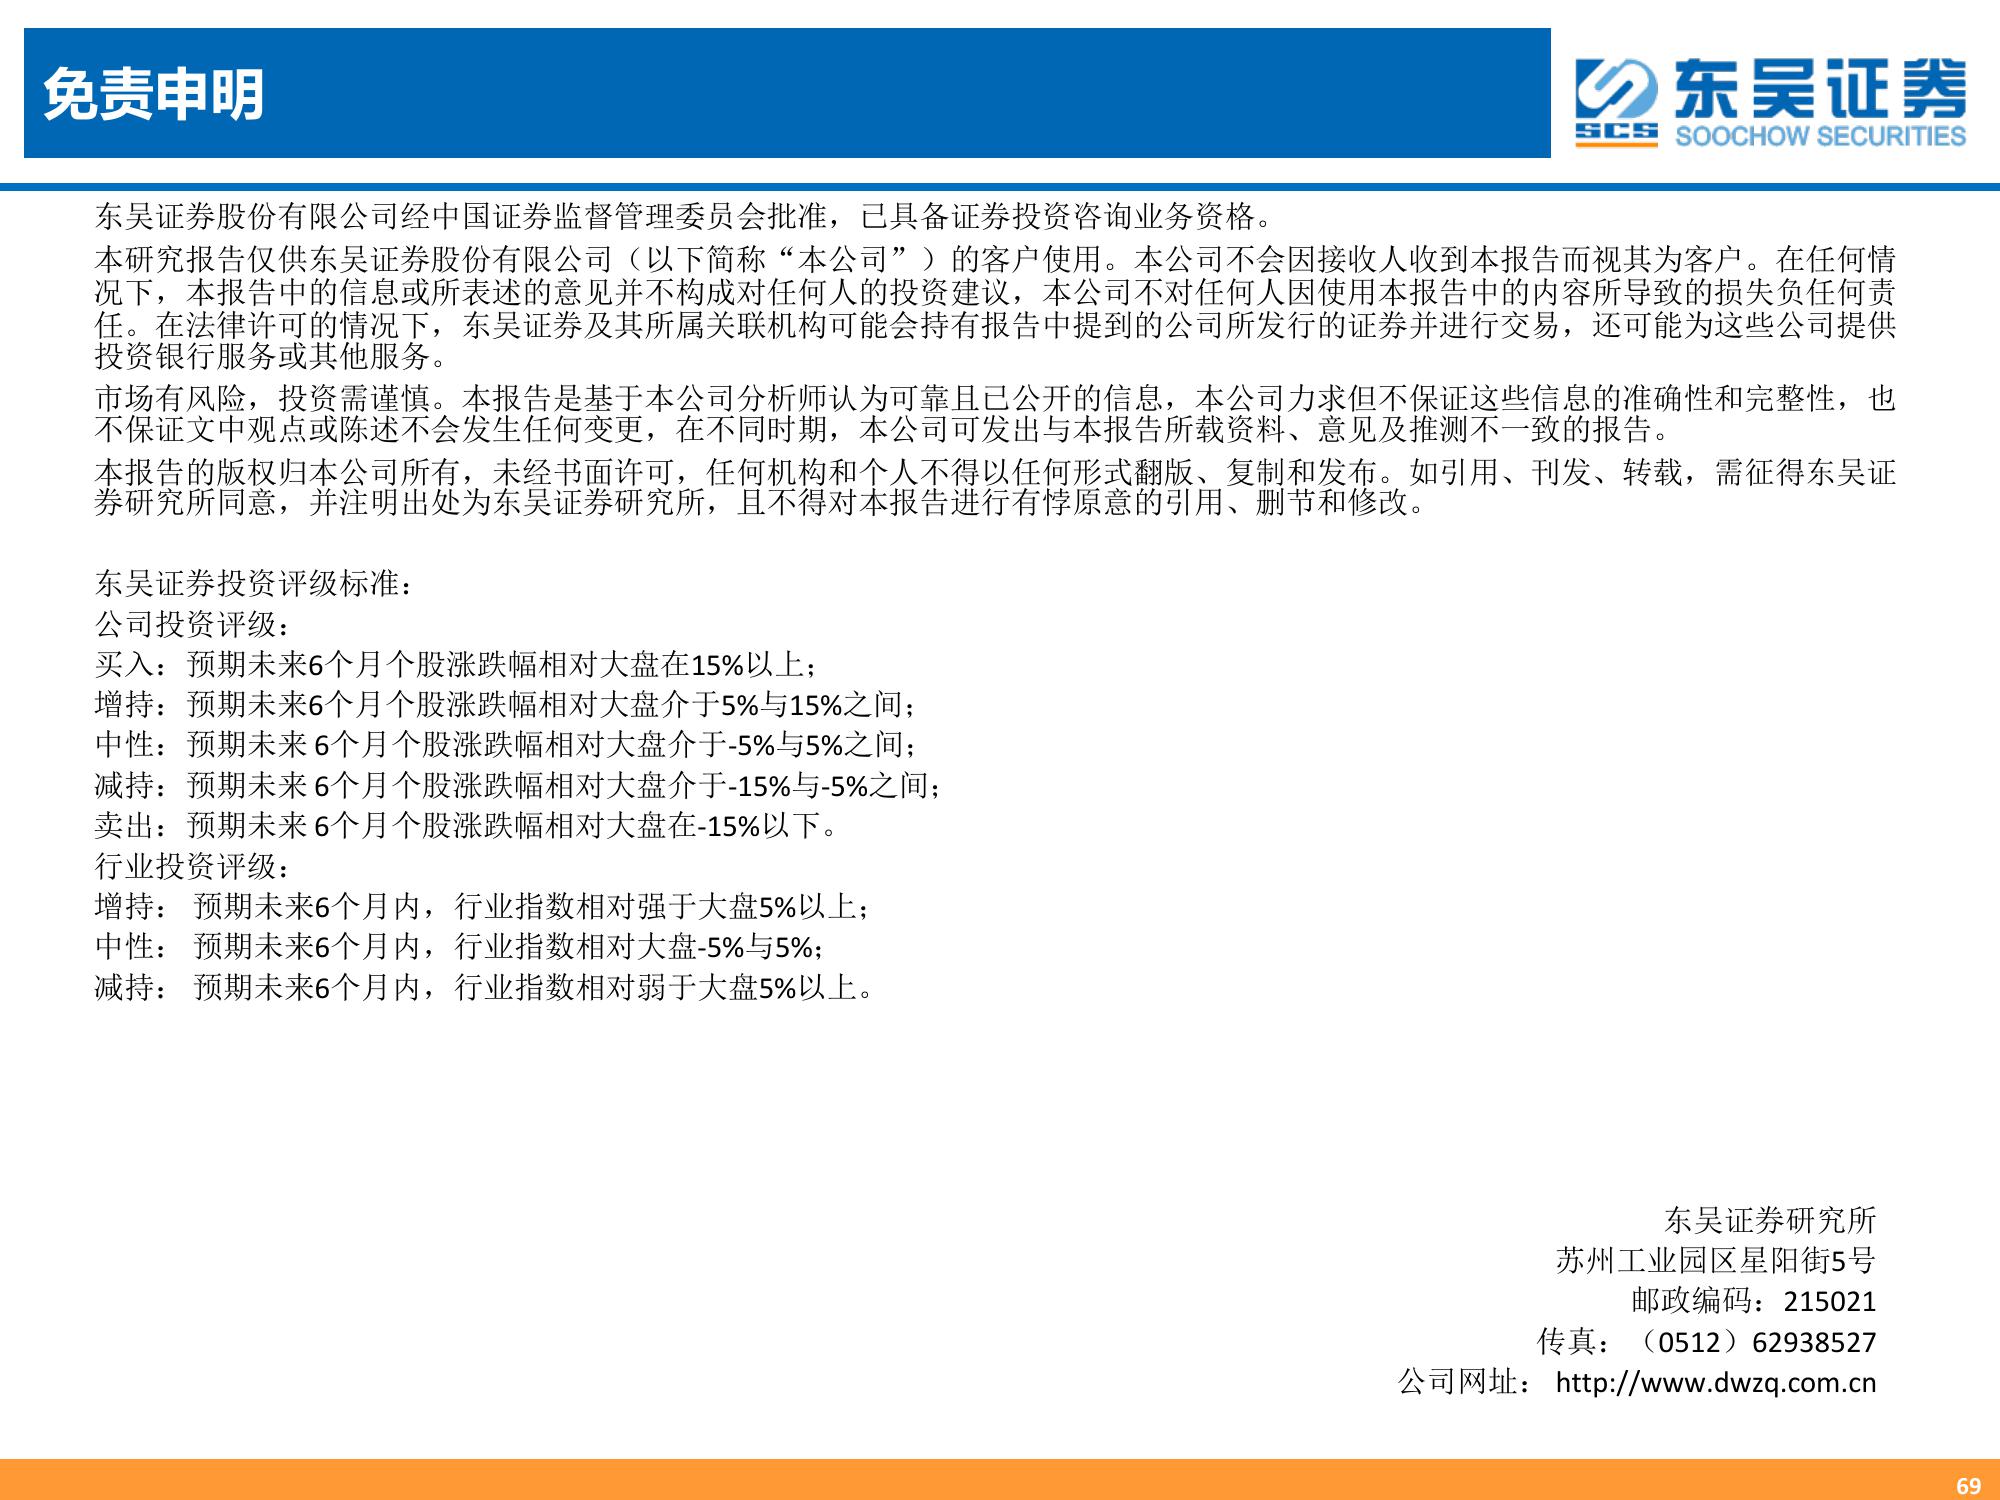 免责申明
东吴证券
SCS
SOOCHOW SECURITIES
东吴证券股份有限公司经中国证券监督管理委员会批准，已具备证券投资咨询业务资格。
本研究报告仅供东吴证券股份有限公司（以下简称“本公司”）的客户使用。本公司不会因接收人收到本报告而视其为客户。在任何情
况下，本报告中的信息或所表述的意见并不构成对任何人的投资建议，本公司不对任何人因使用本报告中的内容所导致的损失负任何责
任。在法律许可的情况下，东吴证券及其所属关联机构可能会持有报告中提到的公司所发行的证券并进行交易，还可能为这些公司提供
投资银行服务或其他服务。
市场有风险，投资需谨慎。本报告是基于本公司分析师认为可靠且已公开的信息，本公司力求但不保证这些信息的准确性和完整性，也
不保证文中观点或陈述不会发生任何变更，在不同时期，本公司可发出与本报告所载资料、意见及推测不一致的报告。
本报告的版权归本公司所有，未经书面许可，任何机构和个人不得以任何形式翻版、复制和发布。如引用、刊发、转载，需征得东吴证
券研究所同意，并注明出处为东吴证券研究所，且不得对本报告进行有悖原意的引用、删节和修改。
东吴证券投资评级标准：
公司投资评级：
买入：预期未来6个月个股涨跌幅相对大盘在15%以上；
增持：预期未来6个月个股涨跌幅相对大盘介于5%与15%之间；
中性：预期未来 6个月个股涨跌幅相对大盘介于-5%与5%之间；
减持：预期未来 6个月个股涨跌幅相对大盘介于-15%与-5%之间；
卖出：预期未来 6个月个股涨跌幅相对大盘在-15%以下。
行业投资评级：
增持： 预期未来6个月内，行业指数相对强于大盘5%以上；
中性： 预期未来6个月内，行业指数相对大盘-5%与5%；
减持： 预期未来6个月内，行业指数相对弱于大盘5%以上。
东吴证券研究所
苏州工业园区星阳街5号
邮政编码：215021
传真：（0512）62938527
公司网址： http://www.dwzq.com.cn
69